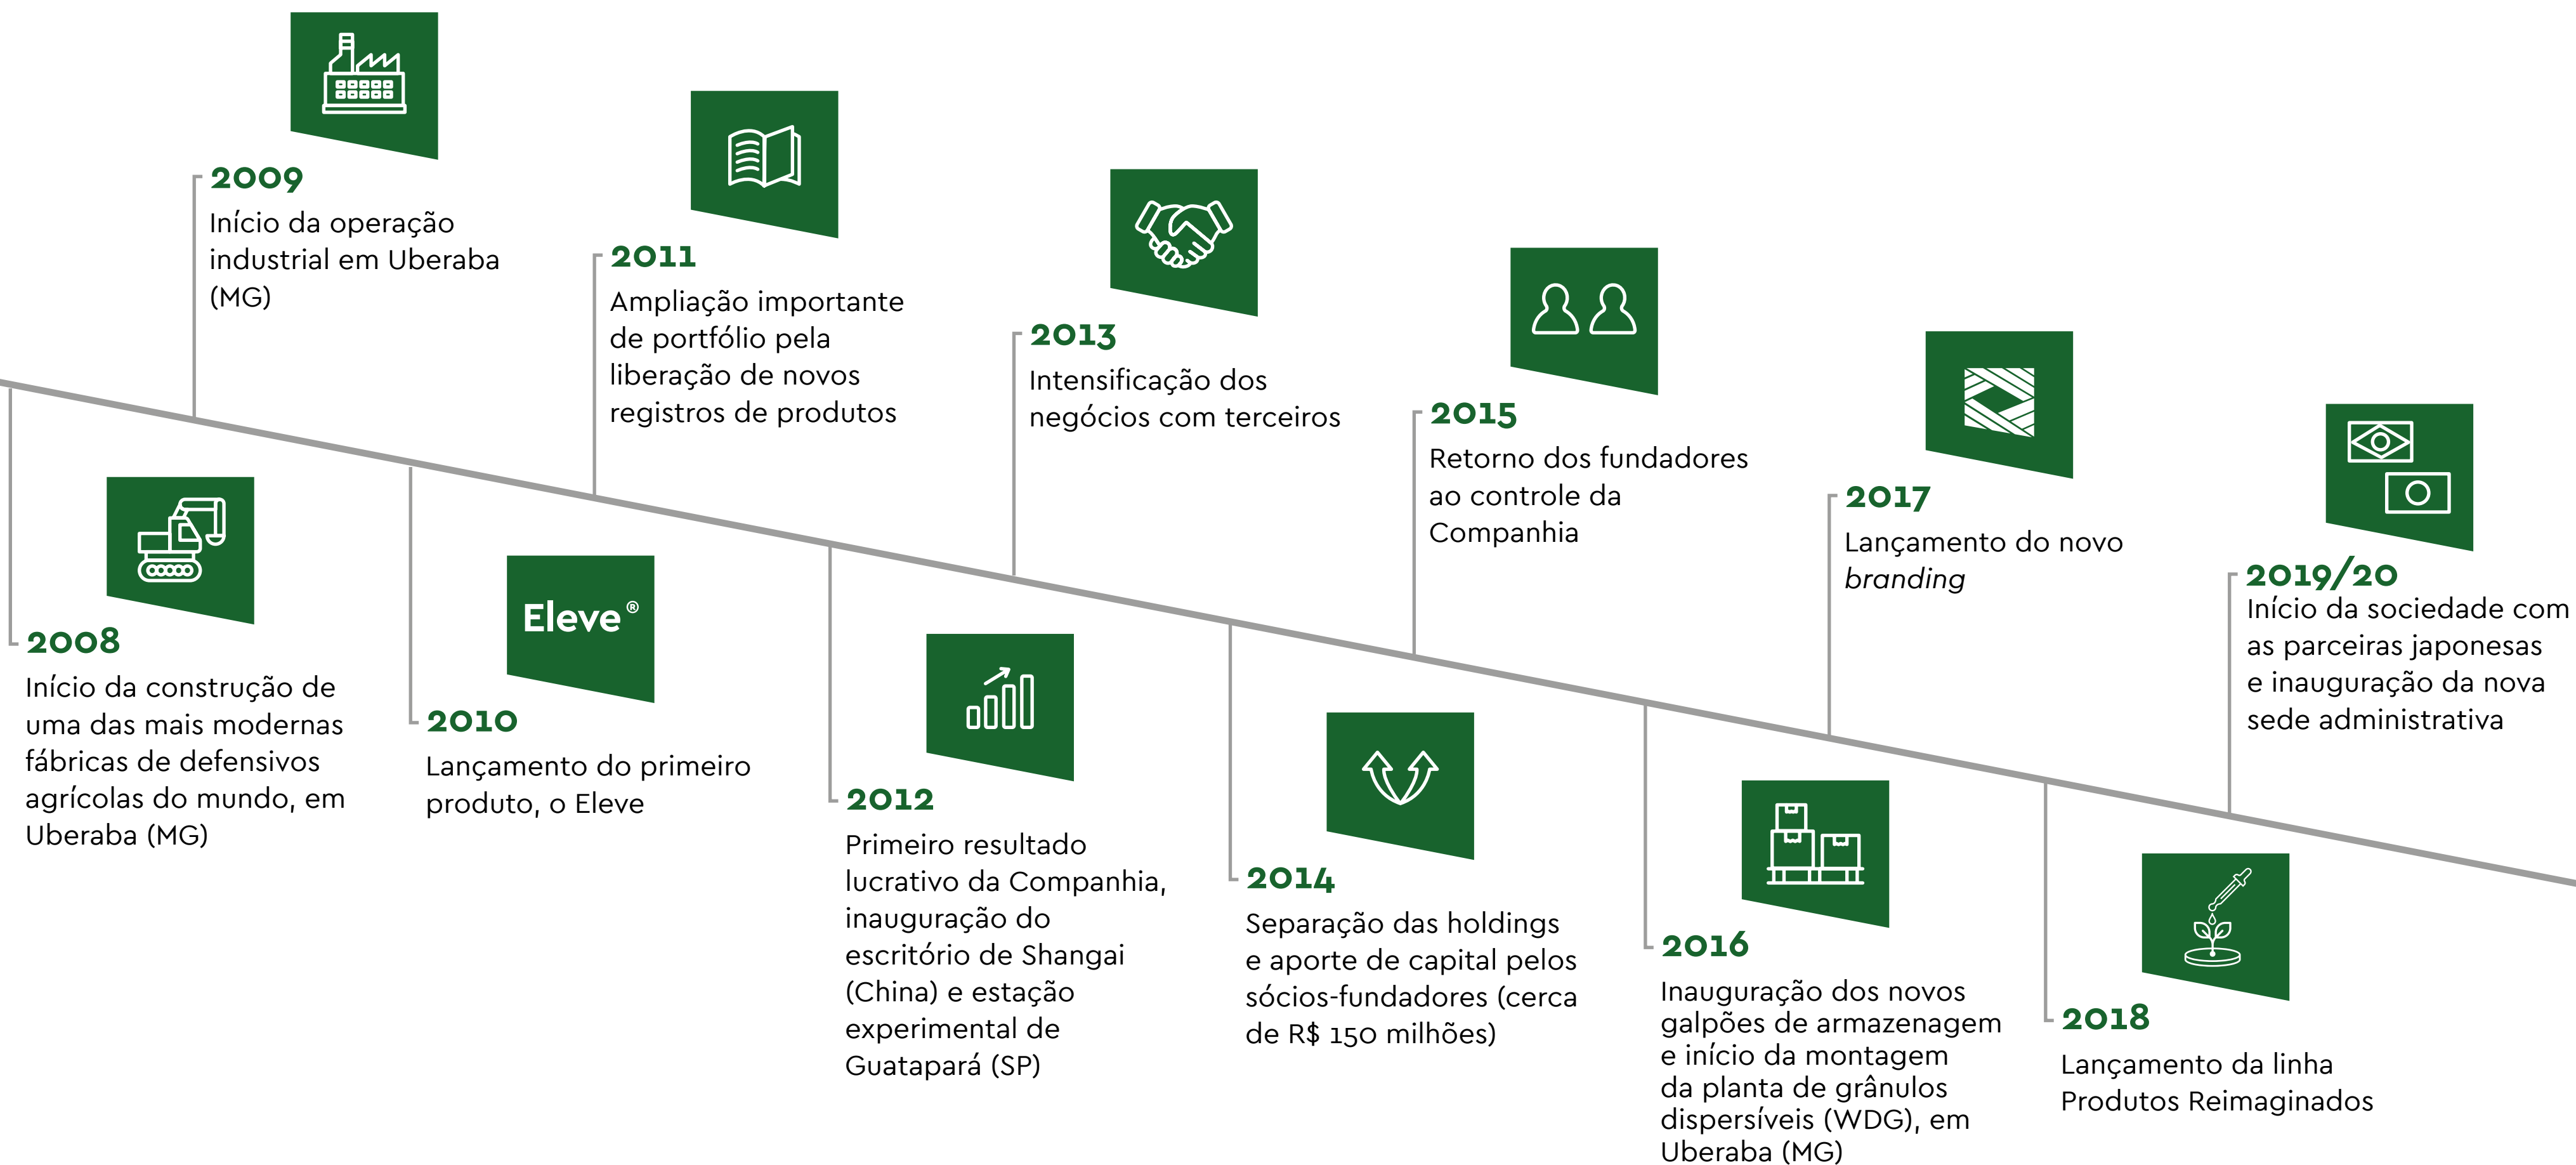 2009
Início da operação
industrial em Uberaba
(MG)
2011
Ampliação importante
de portfólio pela
liberação de novos
registros de produtos
2013
Intensificação dos
negócios com terceiros
2015
Retorno dos fundadores
ao controle da
Companhia
2017
Lançamento do novo
branding
2019/20
Início da sociedade com
as parceiras japonesas
e inauguração da nova
sede administrativa
2008
Início da construção de
uma das mais modernas
fábricas de defensivos
agrícolas do mundo, em
Uberaba (MG)
Eleve®
2010
Lançamento do primeiro
produto, o Eleve
2012
Primeiro resultado
lucrativo da Companhia,
inauguração do
escritório de Shangai
(China) e estação
experimental de
Guatapará (SP)
2014
Separação das holdings
e aporte de capital pelos
sócios-fundadores (cerca
de R$ 150 milhões)
2016
Inauguração dos novos
galpões de armazenagem
e início da montagem
da planta de grânulos
dispersíveis (WDG), em
Uberaba (MG)
2018
Lançamento da linha
Produtos Reimaginados